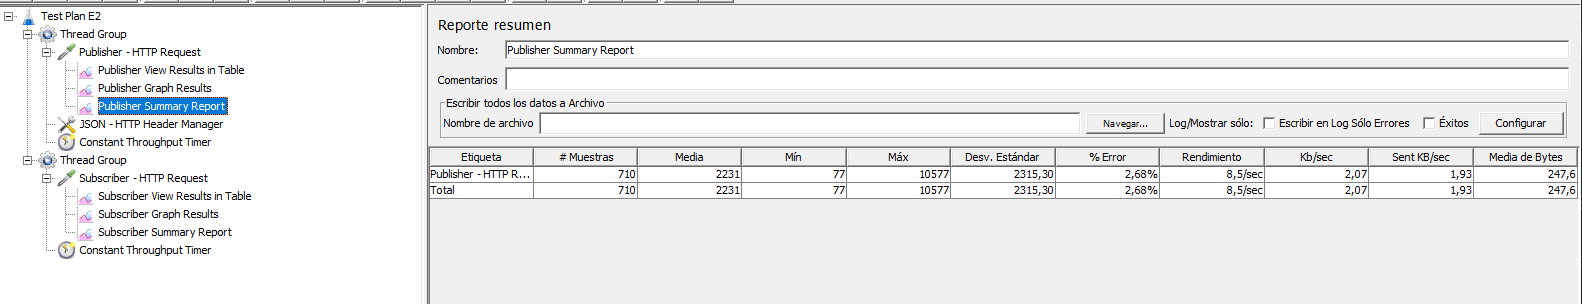 Test Plan E2
Thread Group
Publisher - HTTP Request
Publisher View Results in Table
Publisher Graph Results
Publisher Summary Report
JSON - HTTP Header Manager
Constant Throughput Timer
Thread Group
Subscriber - HTTP Request
Subscriber View Results in Table
Subscriber Graph Results
Subscriber Summary Report
Constant Throughput Timer
Reporte resumen
Nombre: Publisher Summary Report
Comentarios
Escribir todos los datos a Archivo
Nombre de archivo Navegar... Log/Mostrar sólo: Escribir en Log Sólo Errores Éxitos Configurar
Etiqueta # Muestras Media Mín Máx Desv. Estándar % Error Rendimiento Kb/sec Sent KB/sec Media de Bytes
Publisher - HTTP R... 710 2231 77 10577 2315,30 2,68% 8,5/sec 2,07 1,93 247,6
Total 710 2231 77 10577 2315,30 2,68% 8,5/sec 2,07 1,93 247,6